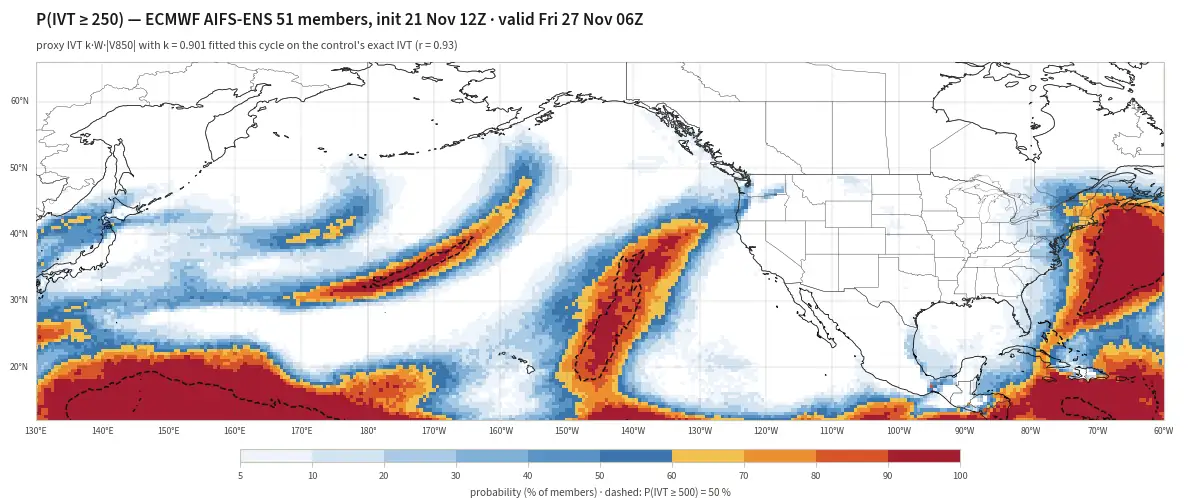 P(IVT ≥ 250) — ECMWF AIFS-ENS 51 members, init 21 Nov 12Z · valid Fri 27 Nov 06Z
proxy IVT k·W·|V850| with k = 0.901 fitted this cycle on the control's exact IVT (r = 0.93)
60°N
50°N
40°N
30°N
20°N
130°E 140°E 150°E 160°E 170°E 180° 170°W 160°W 150°W 140°W 130°W 120°W 110°W 100°W 90°W 80°W 70°W 60°W
5 10 20 30 40 50 60 70 80 90 100
probability (% of members) · dashed: P(IVT ≥ 500) = 50 %